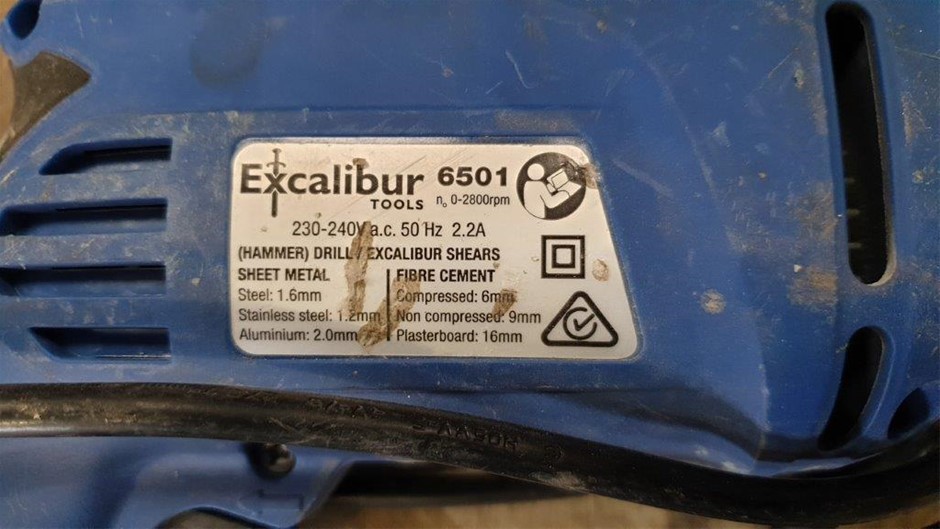 Excalibur 6501
TOOLS nₒ 0-2800rpm
230-240V a.c. 50 Hz 2.2A
(HAMMER) DRILL / EXCALIBUR SHEARS
SHEET METAL
Steel: 1.6mm
Stainless steel: 1.2mm
Aluminium: 2.0mm
FIBRE CEMENT
Compressed: 6mm
Non compressed: 9mm
Plasterboard: 16mm